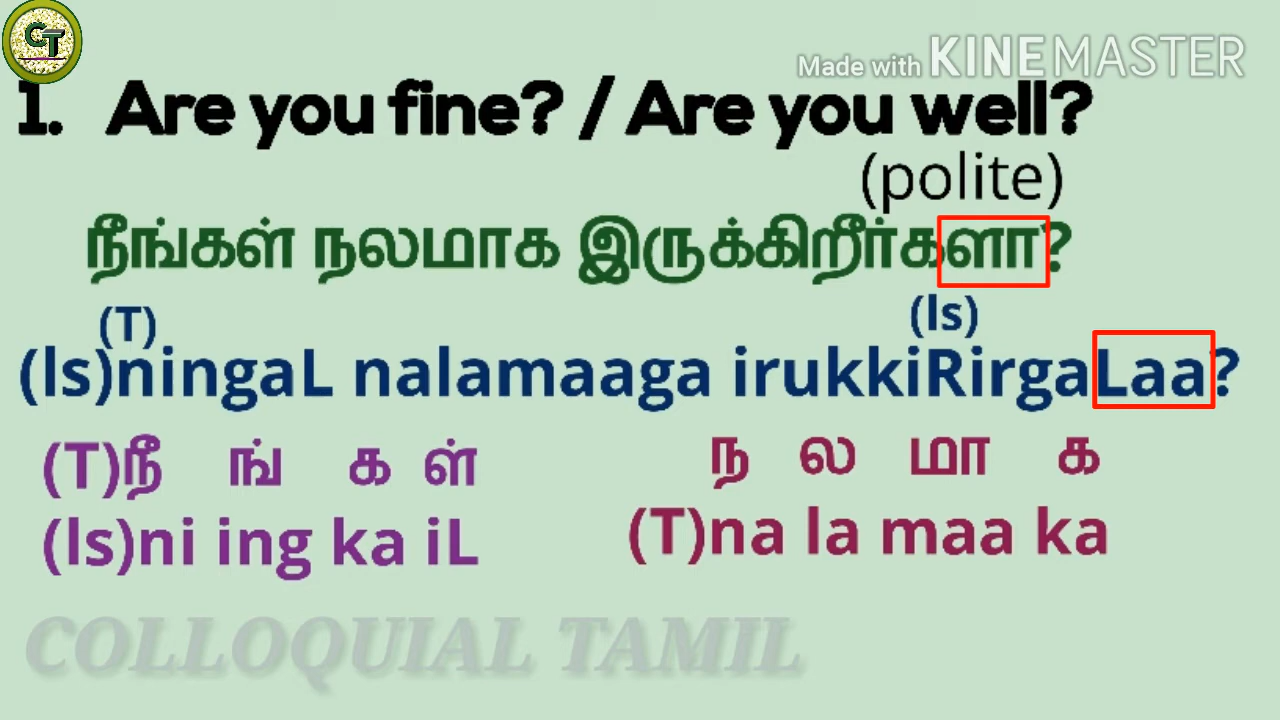 CT
Made with KINEMASTER
1. Are you fine? / Are you well?
(polite)
நீங்கள் நலமாக இருக்கிறீர்களா?
(T) (ls)
(ls)ningaL nalamaaga irukkiRirgaLaa?
(T)நீ ங் க ள் ந ல மா க
(ls)ni ing ka iL (T)na la maa ka
COLLOQUIAL TAMIL